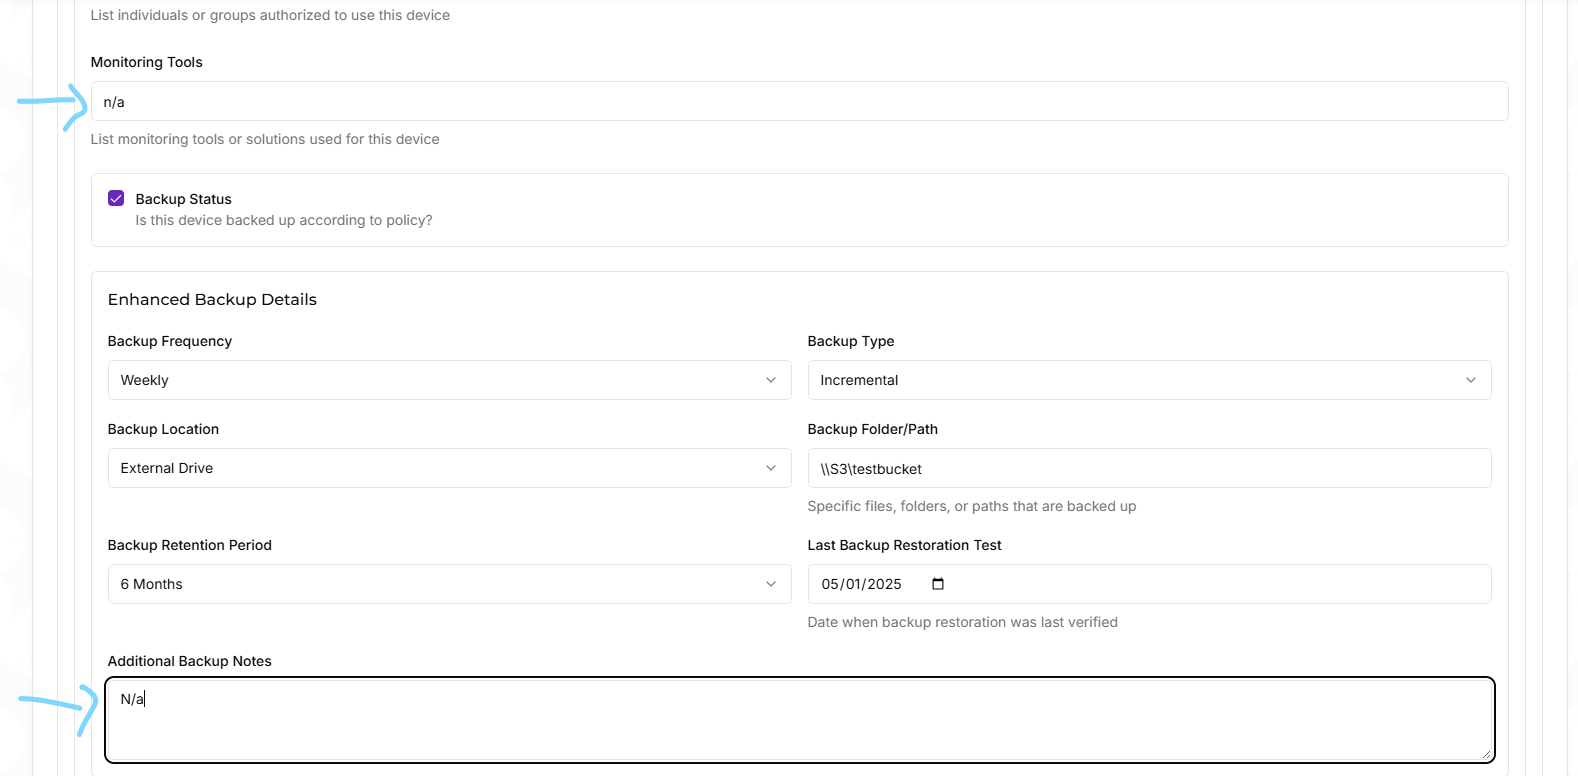 List individuals or groups authorized to use this device
Monitoring Tools
n/a
List monitoring tools or solutions used for this device
Backup Status
Is this device backed up according to policy?
Enhanced Backup Details
Backup Frequency
Backup Type
Weekly
Incremental
Backup Location
Backup Folder/Path
External Drive
\\S3\testbucket
Specific files, folders, or paths that are backed up
Backup Retention Period
Last Backup Restoration Test
6 Months
05/01/2025
Date when backup restoration was last verified
Additional Backup Notes
N/a